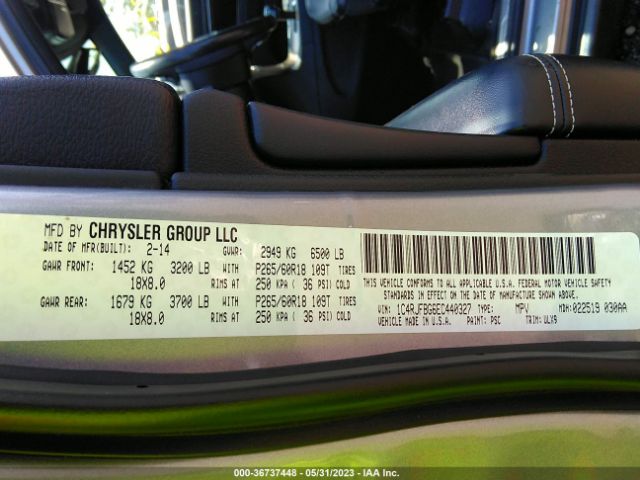 MFD BY CHRYSLER GROUP LLC
DATE OF MFR(BUILT): 2-14 GVWR: 2949 KG 6500 LB
GAWR FRONT: 1452 KG 3200 LB WITH P265/60R18 109T TIRES
18X8.0 RIMS AT 250 KPA ( 36 PSI) COLD
GAWR REAR: 1679 KG 3700 LB WITH P265/60R18 109T TIRES
18X8.0 RIMS AT 250 KPA ( 36 PSI) COLD
THIS VEHICLE CONFORMS TO ALL APPLICABLE U.S.A. FEDERAL MOTOR VEHICLE SAFETY
STANDARDS IN EFFECT ON THE DATE OF MANUFACTURE SHOWN ABOVE.
VIN: 1C4RJFBG6EC440327 TYPE: MPV MDH: 022519 030AA
VEHICLE MADE IN U.S.A. PAINT: PSC TRIM: ULX9
000-36737448 - 05/31/2023 - IAA Inc.